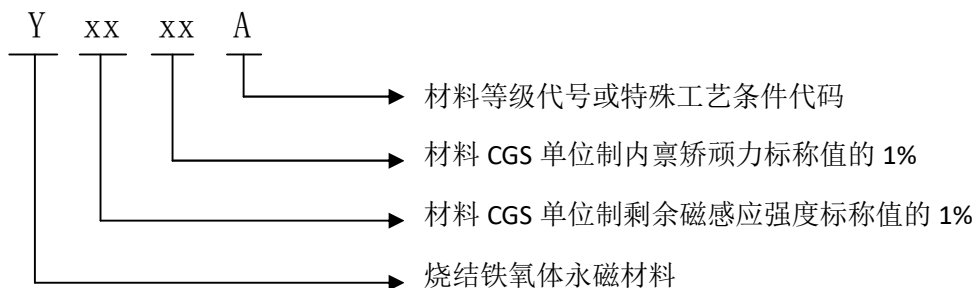 Y xx xx A
材料等级代号或特殊工艺条件代码
材料 CGS 单位制内禀矫顽力标称值的 1%
材料 CGS 单位制剩余磁感应强度标称值的 1%
烧结铁氧体永磁材料